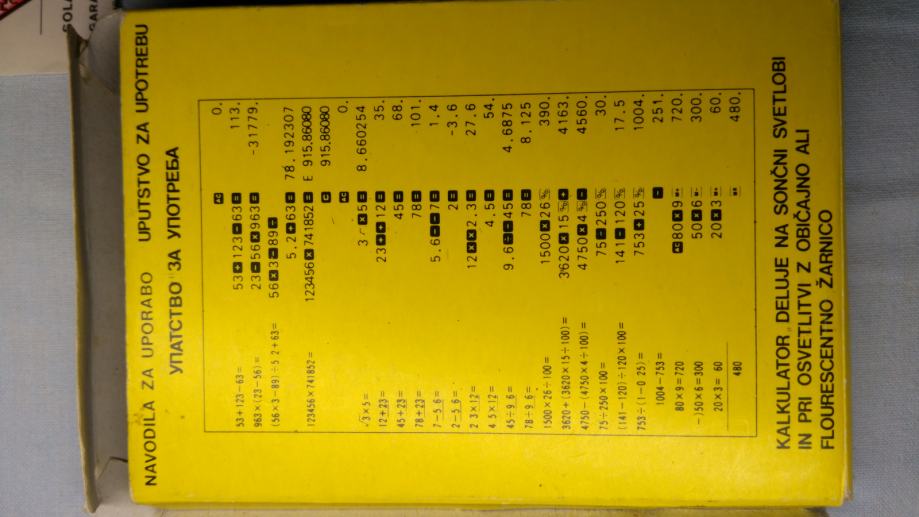 NAVODILA ZA UPORABO UPUTSTVO ZA UPOTREBU
УПАТСТВО ЗА УПОТРЕБА
AC 0.
53+123-63= 53+123-63= 113.
963×(23-56)= 23-56×963= -31779.
(56×3-89)÷5 2+63= 56×3-89÷
5.2+63= 78.192307
123456×741852= 123456×741852= E 915.86080
C 915.86080
AC 0.
√3×5= 3√×5= 8.660254
12+23= 23++12= 35.
45+23= 45= 68.
78+23= 78= 101.
7-5.6= 5.6--7= 1.4
2-5.6= 2= -3.6
2 3×12= 12××2.3= 27.6
4 5×12= 4.5= 54.
45÷9.6= 9.6÷÷45= 4.6875
78÷9.6= 78= 8.125
1500×26÷100= 1500×26% 390.
3620+(3620×15÷100)= 3620×15%+ 4163.
4750-(4750×4÷100)= 4750×4%- 4560.
75÷250×100= 75÷250% 30.
(141-120)÷120×100= 141-120% 17.5
753÷(1-0 25)= 753÷25% 1004.
1004-753= - 251.
80×9=720 AC80×9M+ 720.
-)50×6=300 50×6M- 300.
20×3= 60 20×3M+ 60.
480 480.
KALKULATOR DELUJE NA SONČNI SVETLOBI
IN PRI OSVETLITVI Z OBIČAJNO ALI
FLOURESCENTNO ŽARNICO